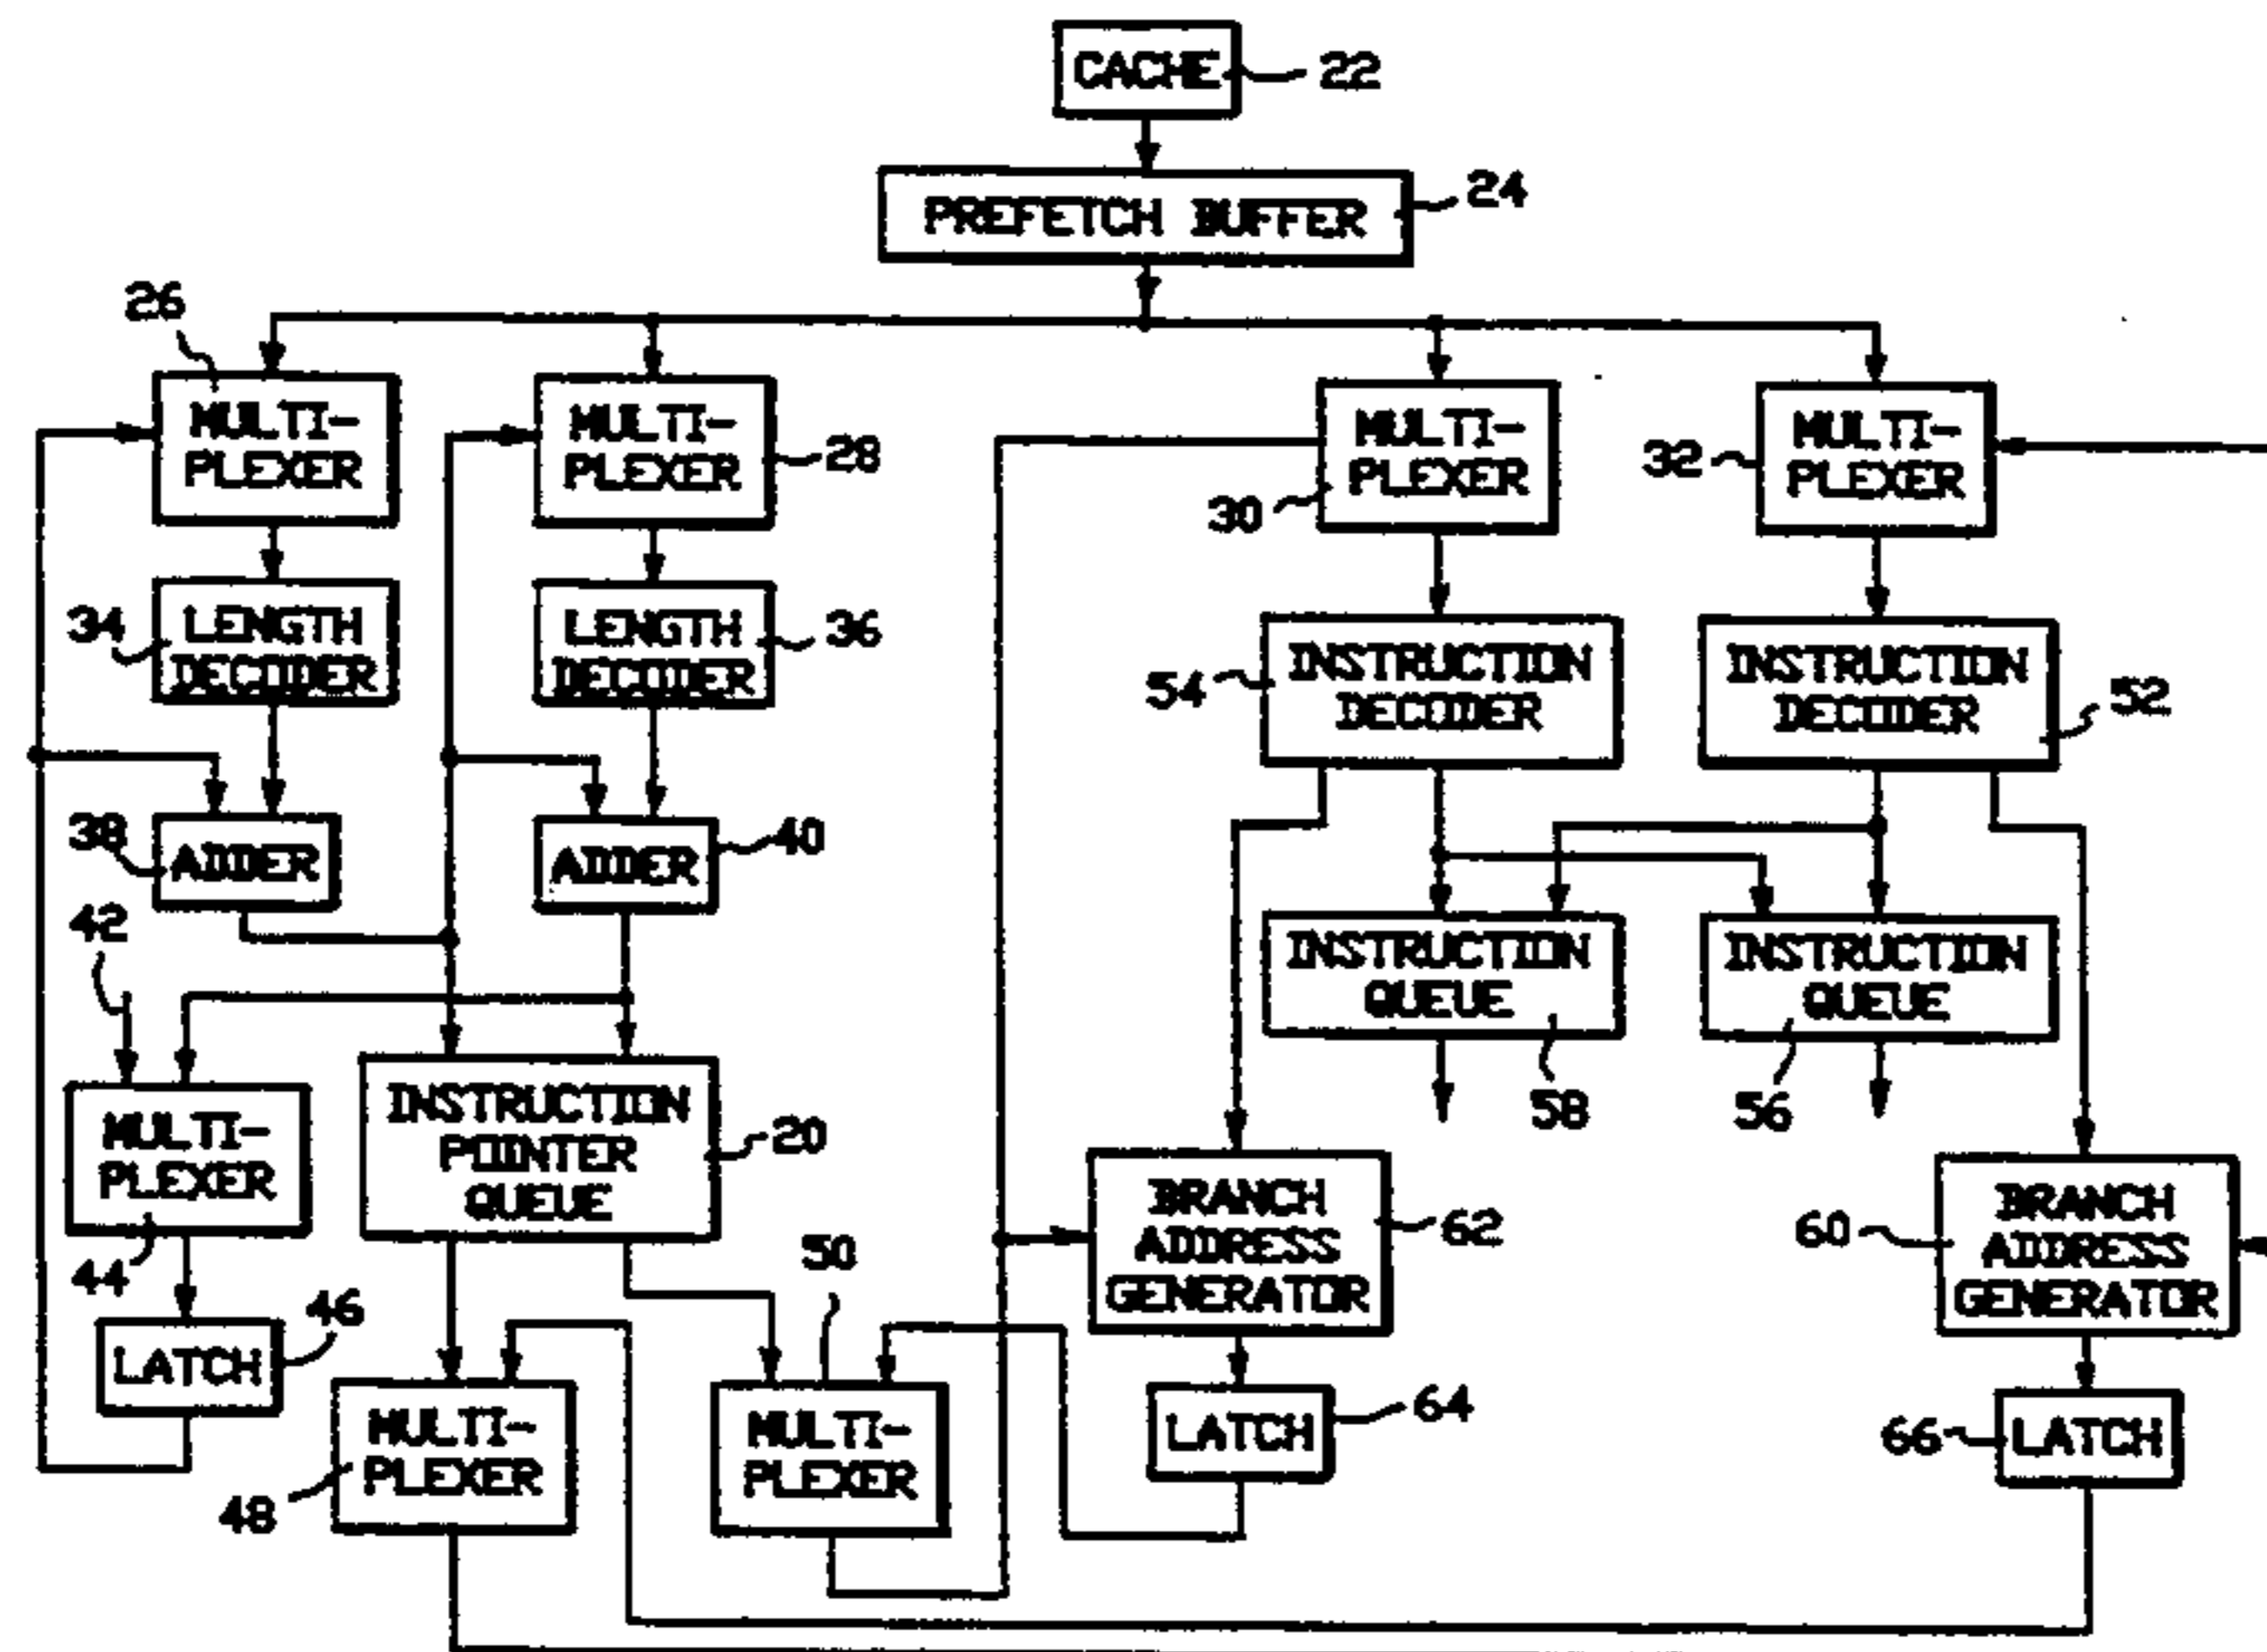 CACHE
22
PREFETCH BUFFER
24
26
MULTI-
PLEXER
MULTI-
PLEXER
28
MULTI-
PLEXER
30
32
MULTI-
PLEXER
34
LENGTH
DECODER
LENGTH
DECODER
36
54
INSTRUCTION
DECODER
INSTRUCTION
DECODER
52
38
ADDER
ADDER
40
42
INSTRUCTION
QUEUE
58
INSTRUCTION
QUEUE
56
MULTI-
PLEXER
44
INSTRUCTION
POINTER
QUEUE
20
50
BRANCH
ADDRESS
GENERATOR
62
60
BRANCH
ADDRESS
GENERATOR
LATCH
46
48
MULTI-
PLEXER
MULTI-
PLEXER
LATCH
64
66
LATCH